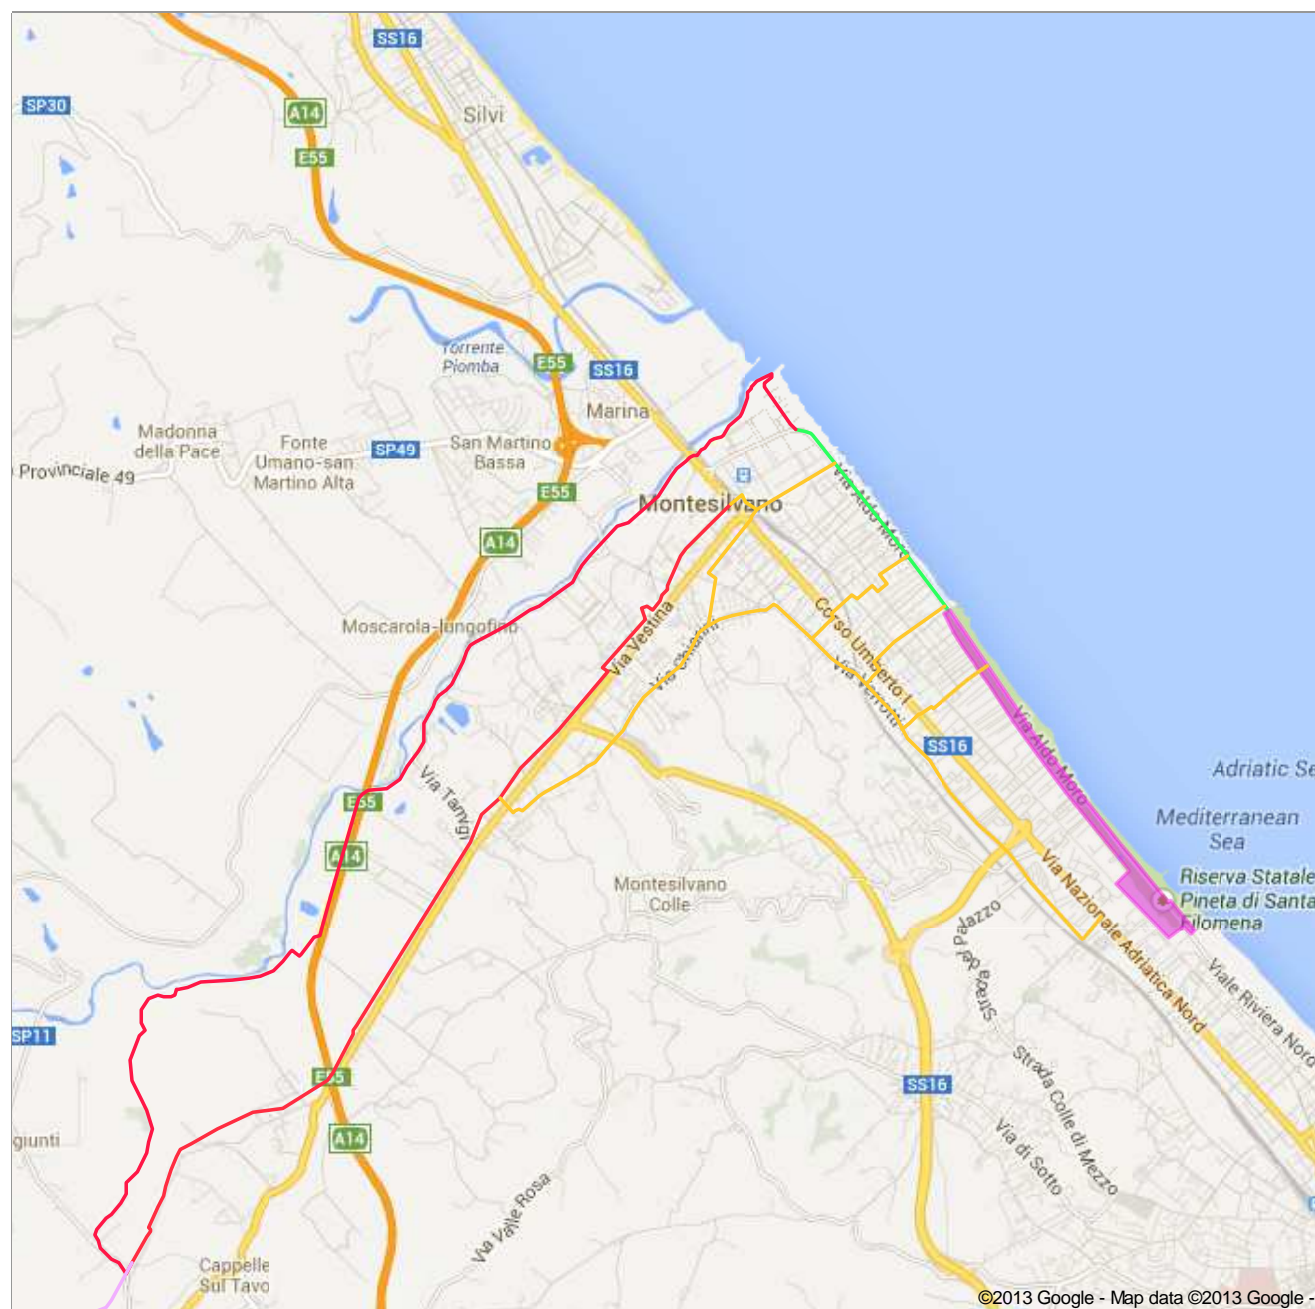 SS16
SP30
A14
Silvi
E55
Torrente
Piomba
E55
SS16
Marina
Madonna
della Pace
Fonte
Umano-san
Martino Alta
SP49
San Martino
Bassa
Provinciale 49
E55
Montesilvano
Via Aldo Moro
A14
Moscarola-lungofino
Corso Umberto I
Via Vestina
Via Chiarini
Via Verrotti
SS16
Via Aldo Moro
Adriatic Se
Via Tamigi
E55
Mediterranean
Sea
A14
Montesilvano
Colle
Via Nazionale Adriatica Nord
Riserva Statale
Pineta di Santa
Filomena
Strada del Palazzo
Viale Riviera Nord
SP11
E55
SS16
Strada Colle di Mezzo
giunti
A14
Via di Sotto
Via Valle Rosa
Cappelle
Sul Tavo
©2013 Google - Map data ©2013 Google -